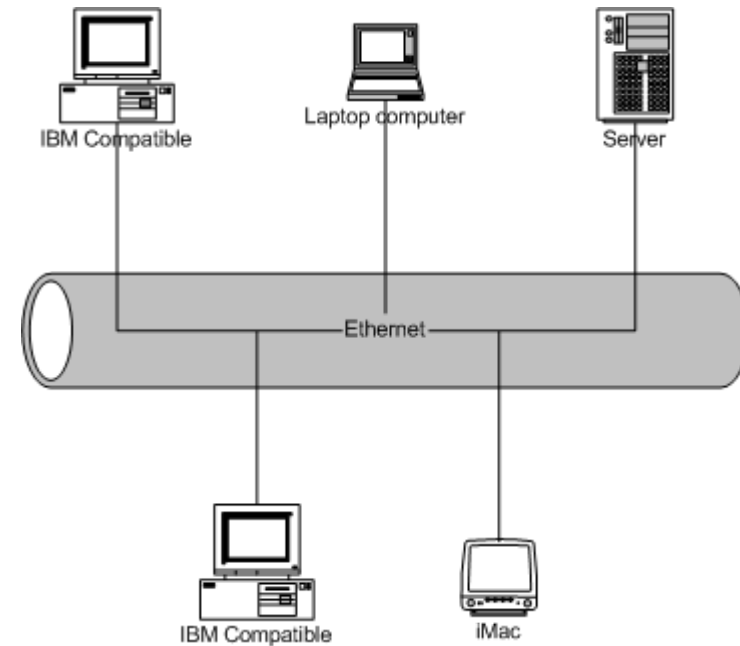 IBM Compatible
Laptop computer
Server
Ethernet
IBM Compatible
iMac